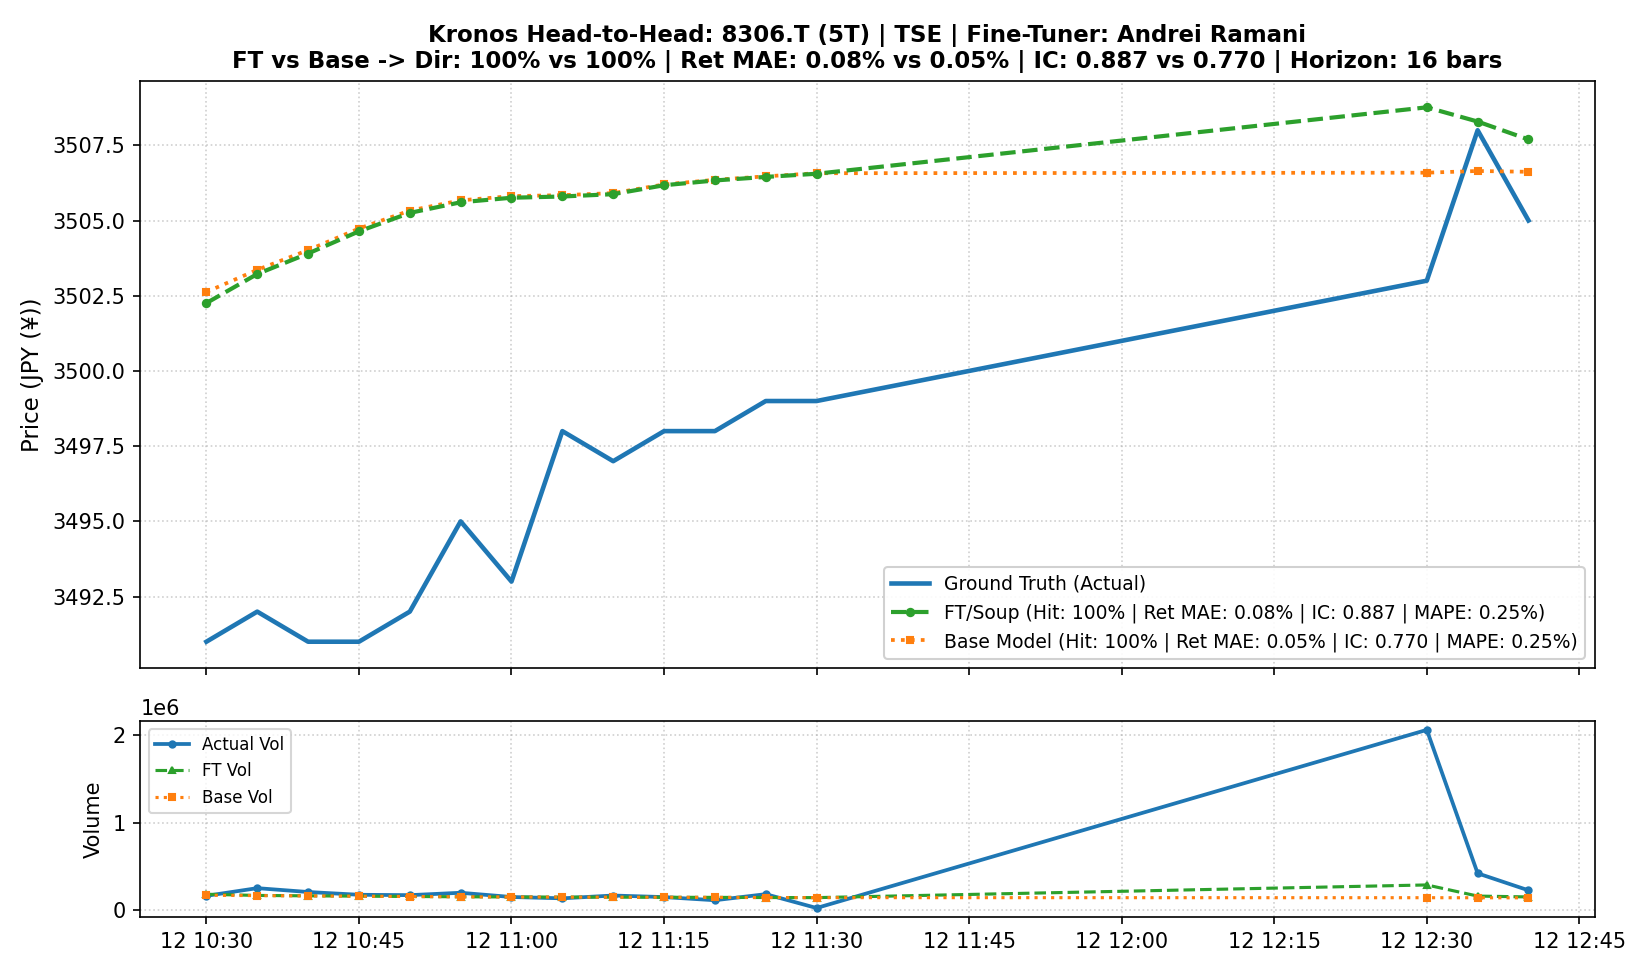 Kronos Head-to-Head: 8306.T (5T) | TSE | Fine-Tuner: Andrei Ramani
FT vs Base -> Dir: 100% vs 100% | Ret MAE: 0.08% vs 0.05% | IC: 0.887 vs 0.770 | Horizon: 16 bars
Price (JPY (¥))
3507.5
3505.0
3502.5
3500.0
3497.5
3495.0
3492.5
Ground Truth (Actual)
FT/Soup (Hit: 100% | Ret MAE: 0.08% | IC: 0.887 | MAPE: 0.25%)
Base Model (Hit: 100% | Ret MAE: 0.05% | IC: 0.770 | MAPE: 0.25%)
1e6
Volume
2
1
0
Actual Vol
FT Vol
Base Vol
12 10:30
12 10:45
12 11:00
12 11:15
12 11:30
12 11:45
12 12:00
12 12:15
12 12:30
12 12:45